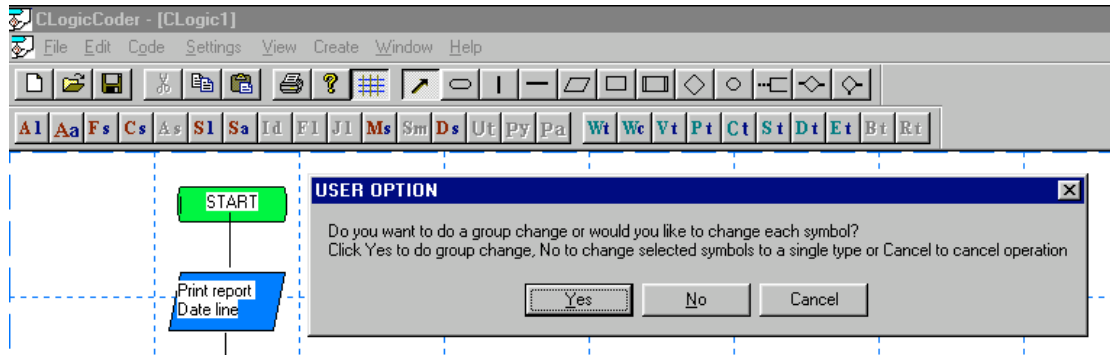 CLogicCoder - [CLogic1]
File Edit Code Settings View Create Window Help
Al Aa Fs Cs As Sl Sa Id Fl Jl Ms Sm Ds Ut Py Pa Wt Wc Vt Pt Ct St Dt Et Bt Rt
START
USER OPTION
Do you want to do a group change or would you like to change each symbol?
Click Yes to do group change, No to change selected symbols to a single type or Cancel to cancel operation
Yes No Cancel
Print report
Date line